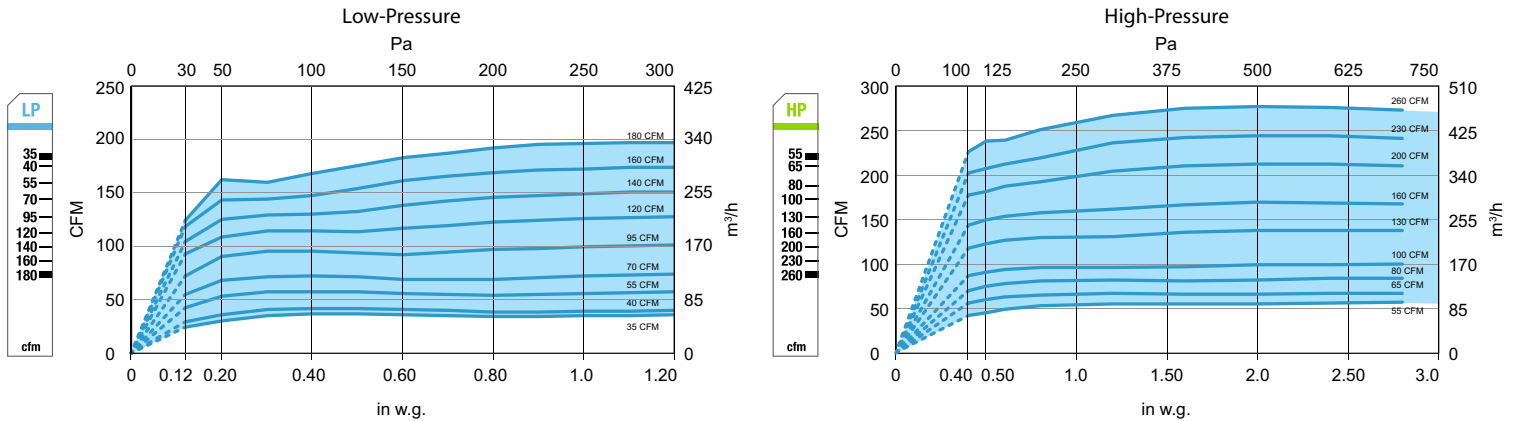 Low-Pressure
Pa
0 30 50 100 150 200 250 300
250 200 150 100 50 0
CFM
425 340 255 170 85 0
m³/h
LP
35
40
55
70
95
120
140
160
180
cfm
180 CFM
160 CFM
140 CFM
120 CFM
95 CFM
70 CFM
55 CFM
40 CFM
35 CFM
0 0.12 0.20 0.40 0.60 0.80 1.0 1.20
in w.g.
High-Pressure
Pa
0 100 125 250 375 500 625 750
300 250 200 150 100 50 0
CFM
510 425 340 255 170 85 0
m³/h
HP
55
65
80
100
130
160
200
230
260
cfm
260 CFM
230 CFM
200 CFM
160 CFM
130 CFM
100 CFM
80 CFM
65 CFM
55 CFM
0 0.40 0.50 1.0 1.50 2.0 2.50 3.0
in w.g.